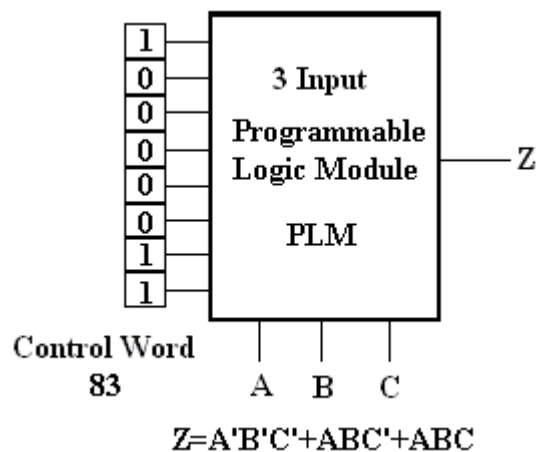 1
0
3 Input
0
Programmable
0
Logic Module
Z
0
0
PLM
1
1
Control Word
83
A B C
Z=A'B'C'+ABC'+ABC